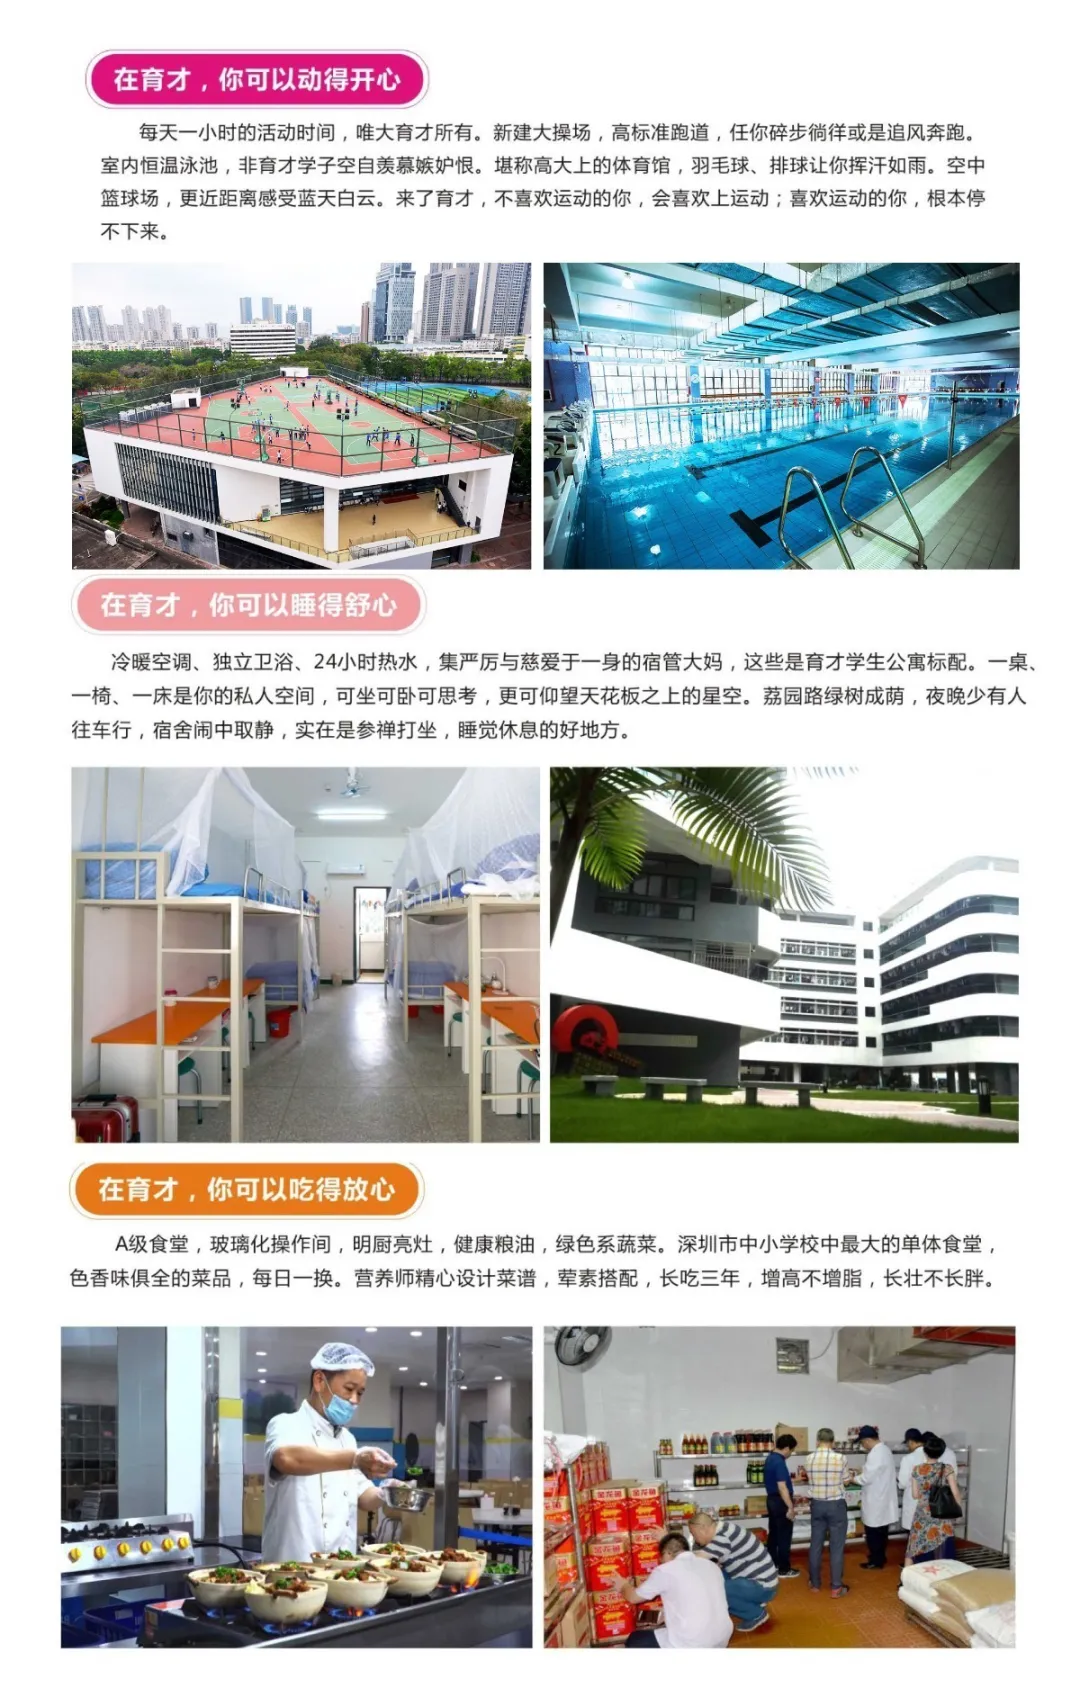 在育才，你可以动得开心
每天一小时的活动时间，唯大育才所有。新建大操场，高标准跑道，任你碎步徜徉或是追风奔跑。
室内恒温泳池，非育才学子空自羡慕嫉妒恨。堪称高大上的体育馆，羽毛球、排球让你挥汗如雨。空中
篮球场，更近距离感受蓝天白云。来了育才，不喜欢运动的你，会喜欢上运动；喜欢运动的你，根本停
不下来。
在育才，你可以睡得舒心
冷暖空调、独立卫浴、24小时热水，集严厉与慈爱于一身的宿管大妈，这些是育才学生公寓标配。一桌、
一椅、一床是你的私人空间，可坐可卧可思考，更可仰望天花板之上的星空。荔园路绿树成荫，夜晚少有人
往车行，宿舍闹中取静，实在是参禅打坐，睡觉休息的好地方。
在育才，你可以吃得放心
A级食堂，玻璃化操作间，明厨亮灶，健康粮油，绿色系蔬菜。深圳市中小学校中最大的单体食堂，
色香味俱全的菜品，每日一换。营养师精心设计菜谱，荤素搭配，长吃三年，增高不增脂，长壮不长胖。
金龙鱼
金龙鱼